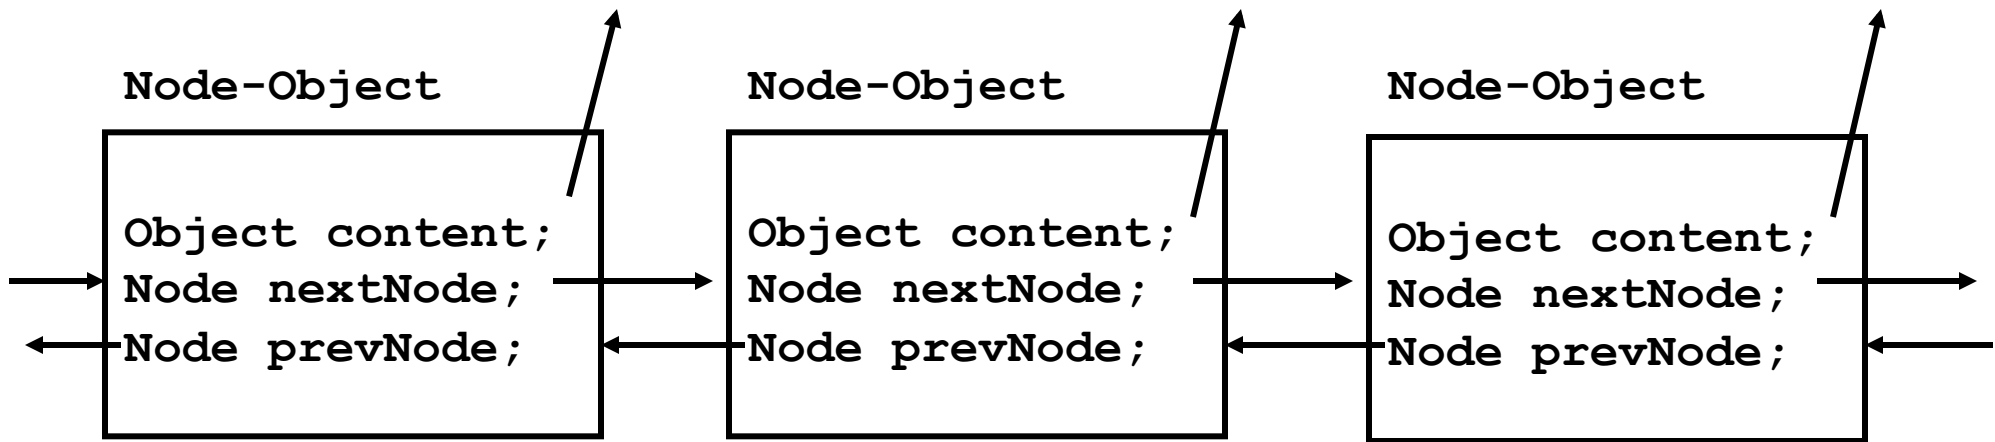 Node-Object
Object content;
Node nextNode;
Node prevNode;
Node-Object
Object content;
Node nextNode;
Node prevNode;
Node-Object
Object content;
Node nextNode;
Node prevNode;